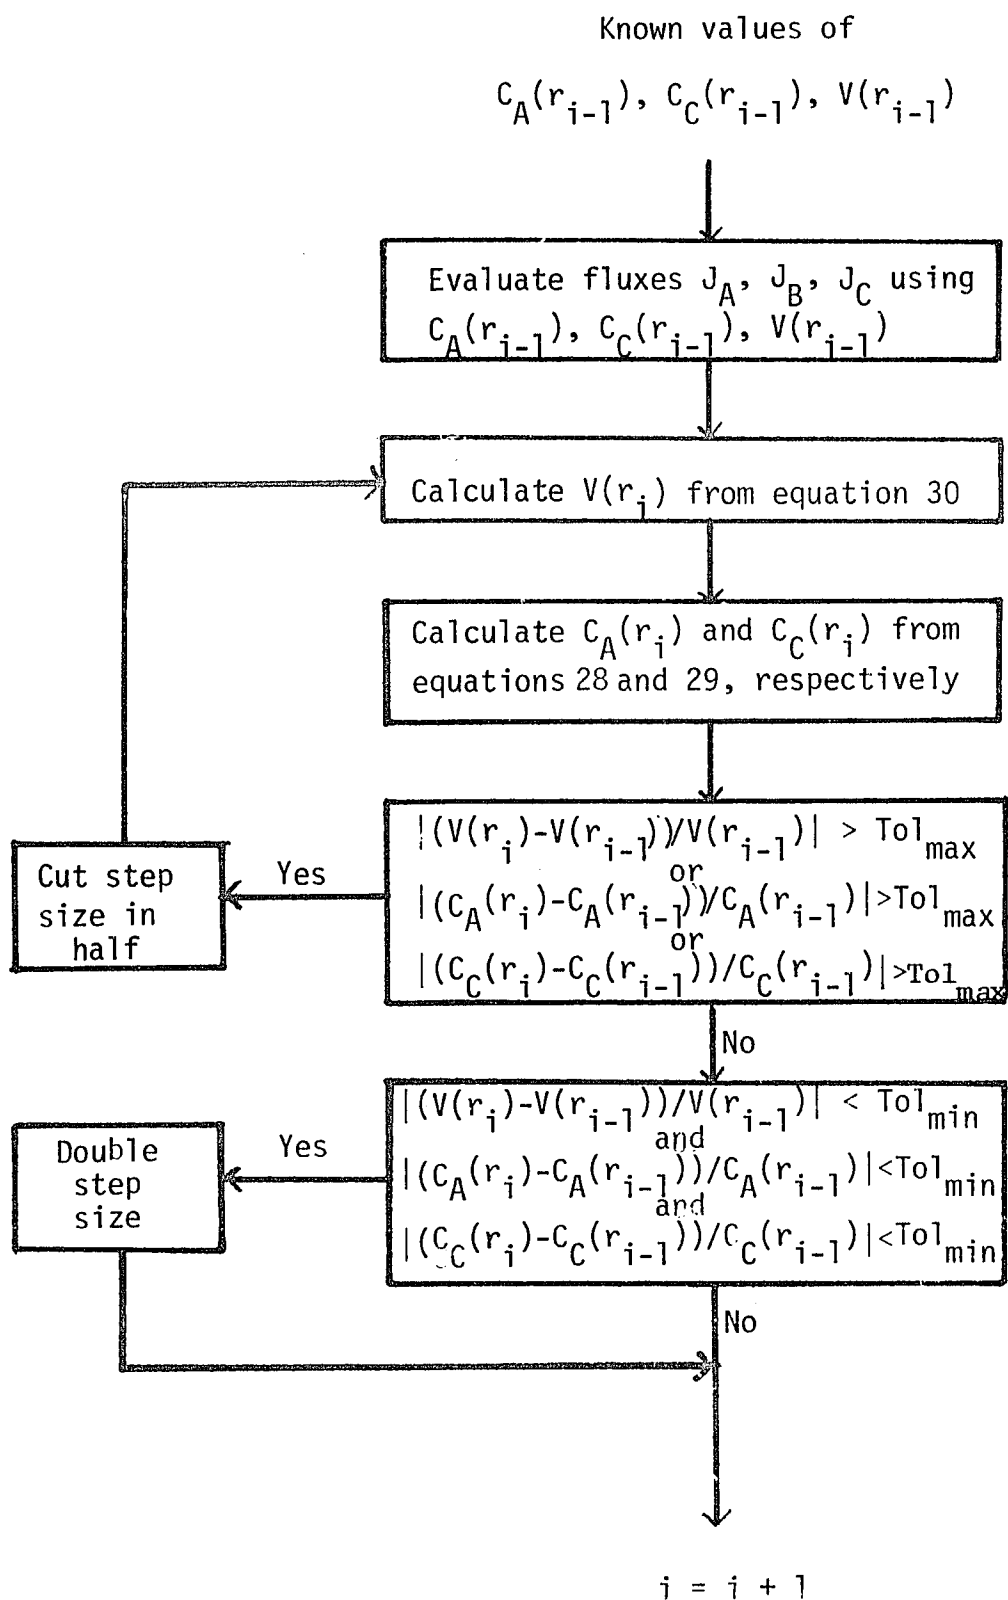 Known values of
C_A(r_{i-1}), C_C(r_{i-1}), V(r_{i-1})
Evaluate fluxes J_A, J_B, J_C using
C_A(r_{i-1}), C_C(r_{i-1}), V(r_{i-1})
Calculate V(r_i) from equation 30
Calculate C_A(r_i) and C_C(r_i) from
equations 28 and 29, respectively
|(V(r_i)-V(r_{i-1}))/V(r_{i-1})| > Tol_max
or
|(C_A(r_i)-C_A(r_{i-1}))/C_A(r_{i-1})|>Tol_max
or
|(C_C(r_i)-C_C(r_{i-1}))/C_C(r_{i-1})|>Tol_max
Yes
Cut step
size in
half
No
|(V(r_i)-V(r_{i-1}))/V(r_{i-1})| < Tol_min
and
|(C_A(r_i)-C_A(r_{i-1}))/C_A(r_{i-1})|<Tol_min
and
|(C_C(r_i)-C_C(r_{i-1}))/C_C(r_{i-1})|<Tol_min
Yes
Double
step
size
No
i = i + 1